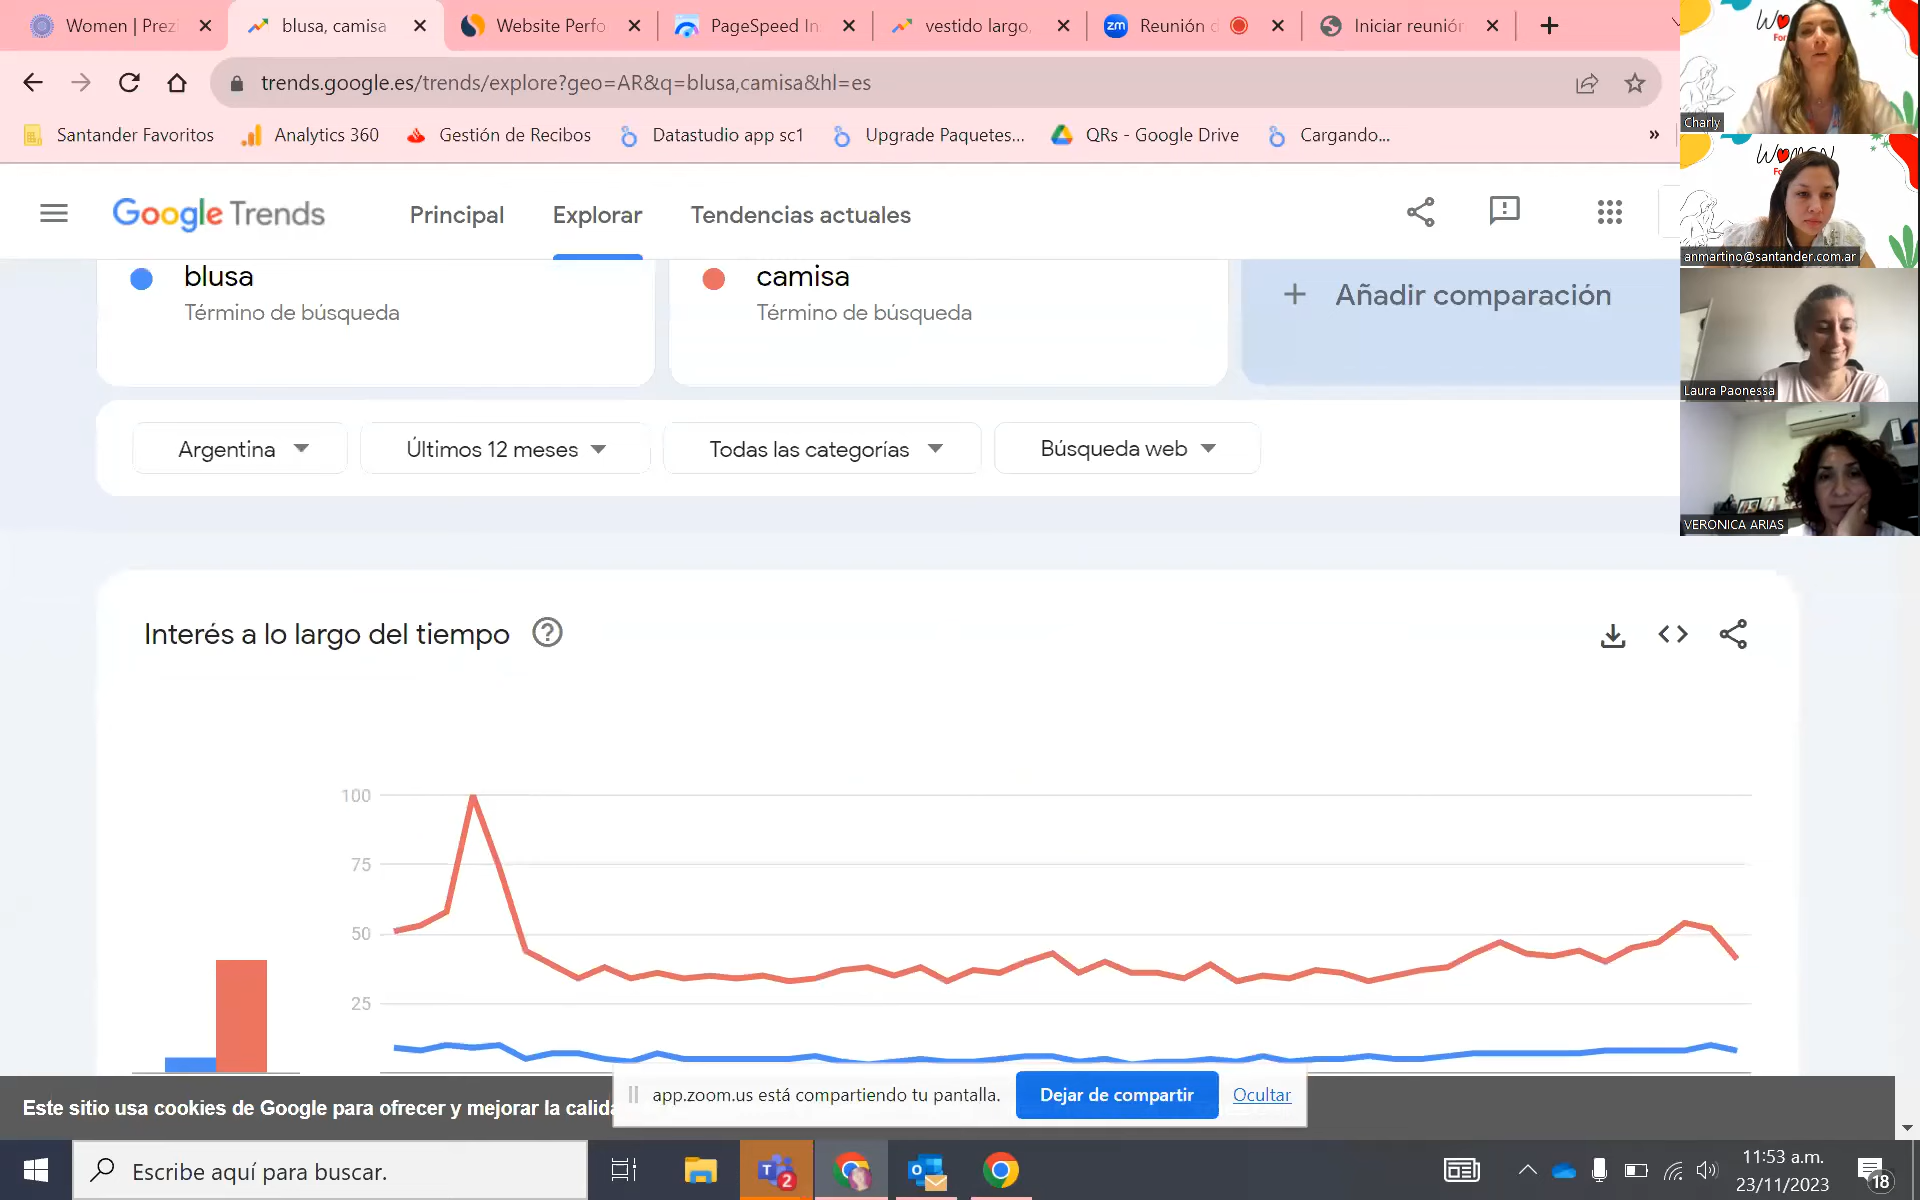 Women | Prezi
blusa, camisa
Website Perfo
PageSpeed In
vestido largo,
zm
Reunión d
Iniciar reunión
trends.google.es/trends/explore?geo=AR&q=blusa,camisa&hl=es
Santander Favoritos
Analytics 360
Gestión de Recibos
Datastudio app sc1
Upgrade Paquetes...
QRs - Google Drive
Cargando...
»
Google Trends
Principal
Explorar
Tendencias actuales
blusa
Término de búsqueda
camisa
Término de búsqueda
+ Añadir comparación
Argentina
Últimos 12 meses
Todas las categorías
Búsqueda web
Charly
WOMEN
anmartino@santander.com.ar
Laura Paonessa
VERONICA ARIAS
Interés a lo largo del tiempo
100
75
50
25
Este sitio usa cookies de Google para ofrecer y mejorar la calida
app.zoom.us está compartiendo tu pantalla.
Dejar de compartir
Ocultar
Escribe aquí para buscar.
2
11:53 a.m.
23/11/2023
18